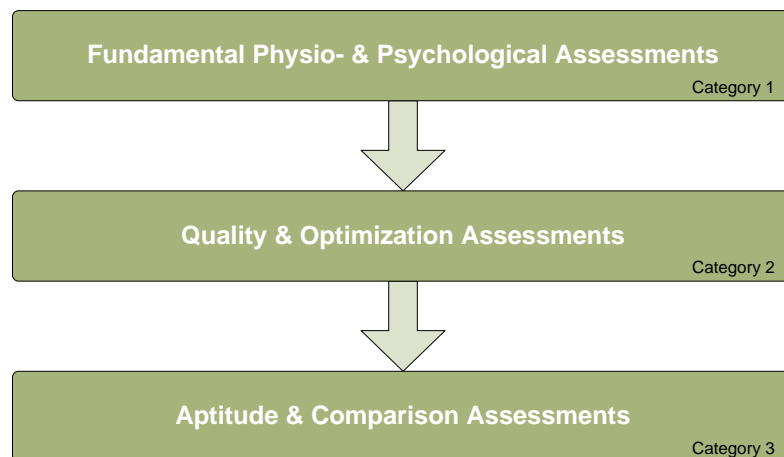 Fundamental Physio- & Psychological Assessments
Category 1
Quality & Optimization Assessments
Category 2
Aptitude & Comparison Assessments
Category 3